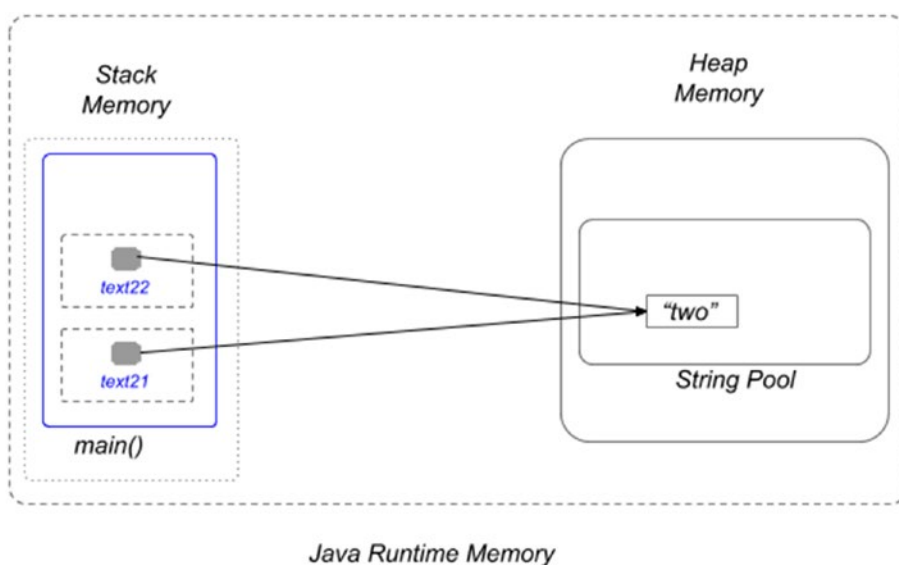 Stack
Memory
Heap
Memory
text22
text21
main()
“two”
String Pool
Java Runtime Memory